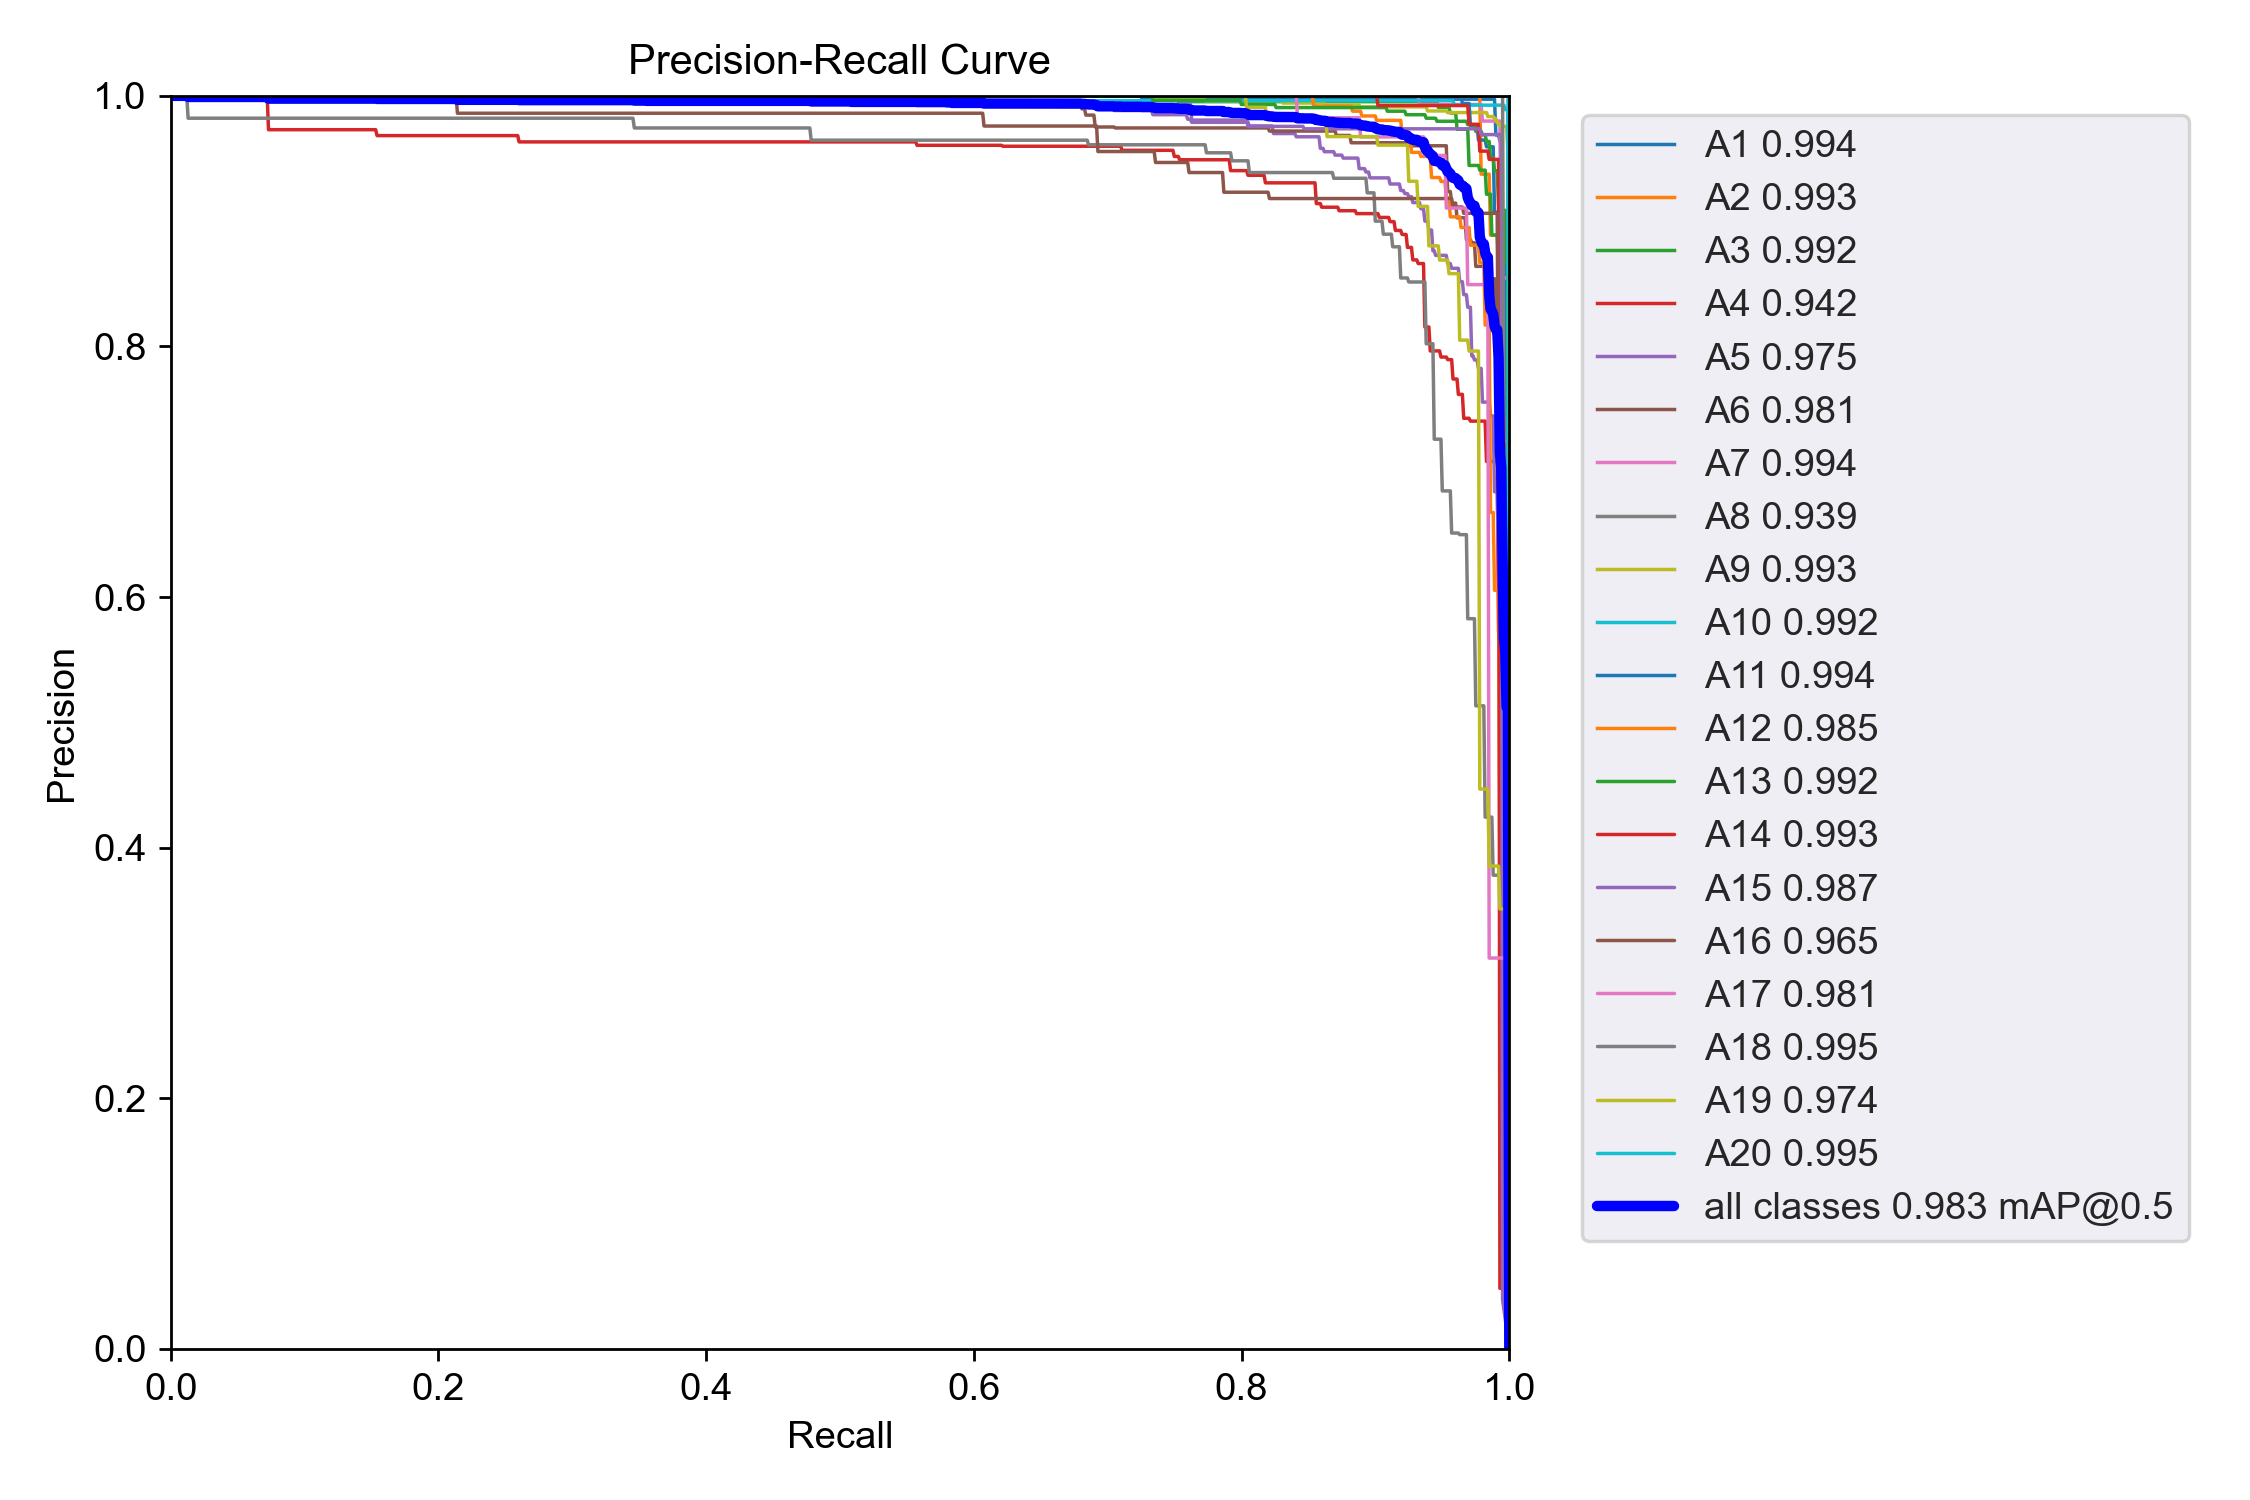 Precision-Recall Curve
1.0
0.8
0.6
0.4
0.2
0.0
Precision
0.0 0.2 0.4 0.6 0.8 1.0
Recall
A1 0.994
A2 0.993
A3 0.992
A4 0.942
A5 0.975
A6 0.981
A7 0.994
A8 0.939
A9 0.993
A10 0.992
A11 0.994
A12 0.985
A13 0.992
A14 0.993
A15 0.987
A16 0.965
A17 0.981
A18 0.995
A19 0.974
A20 0.995
all classes 0.983 mAP@0.5